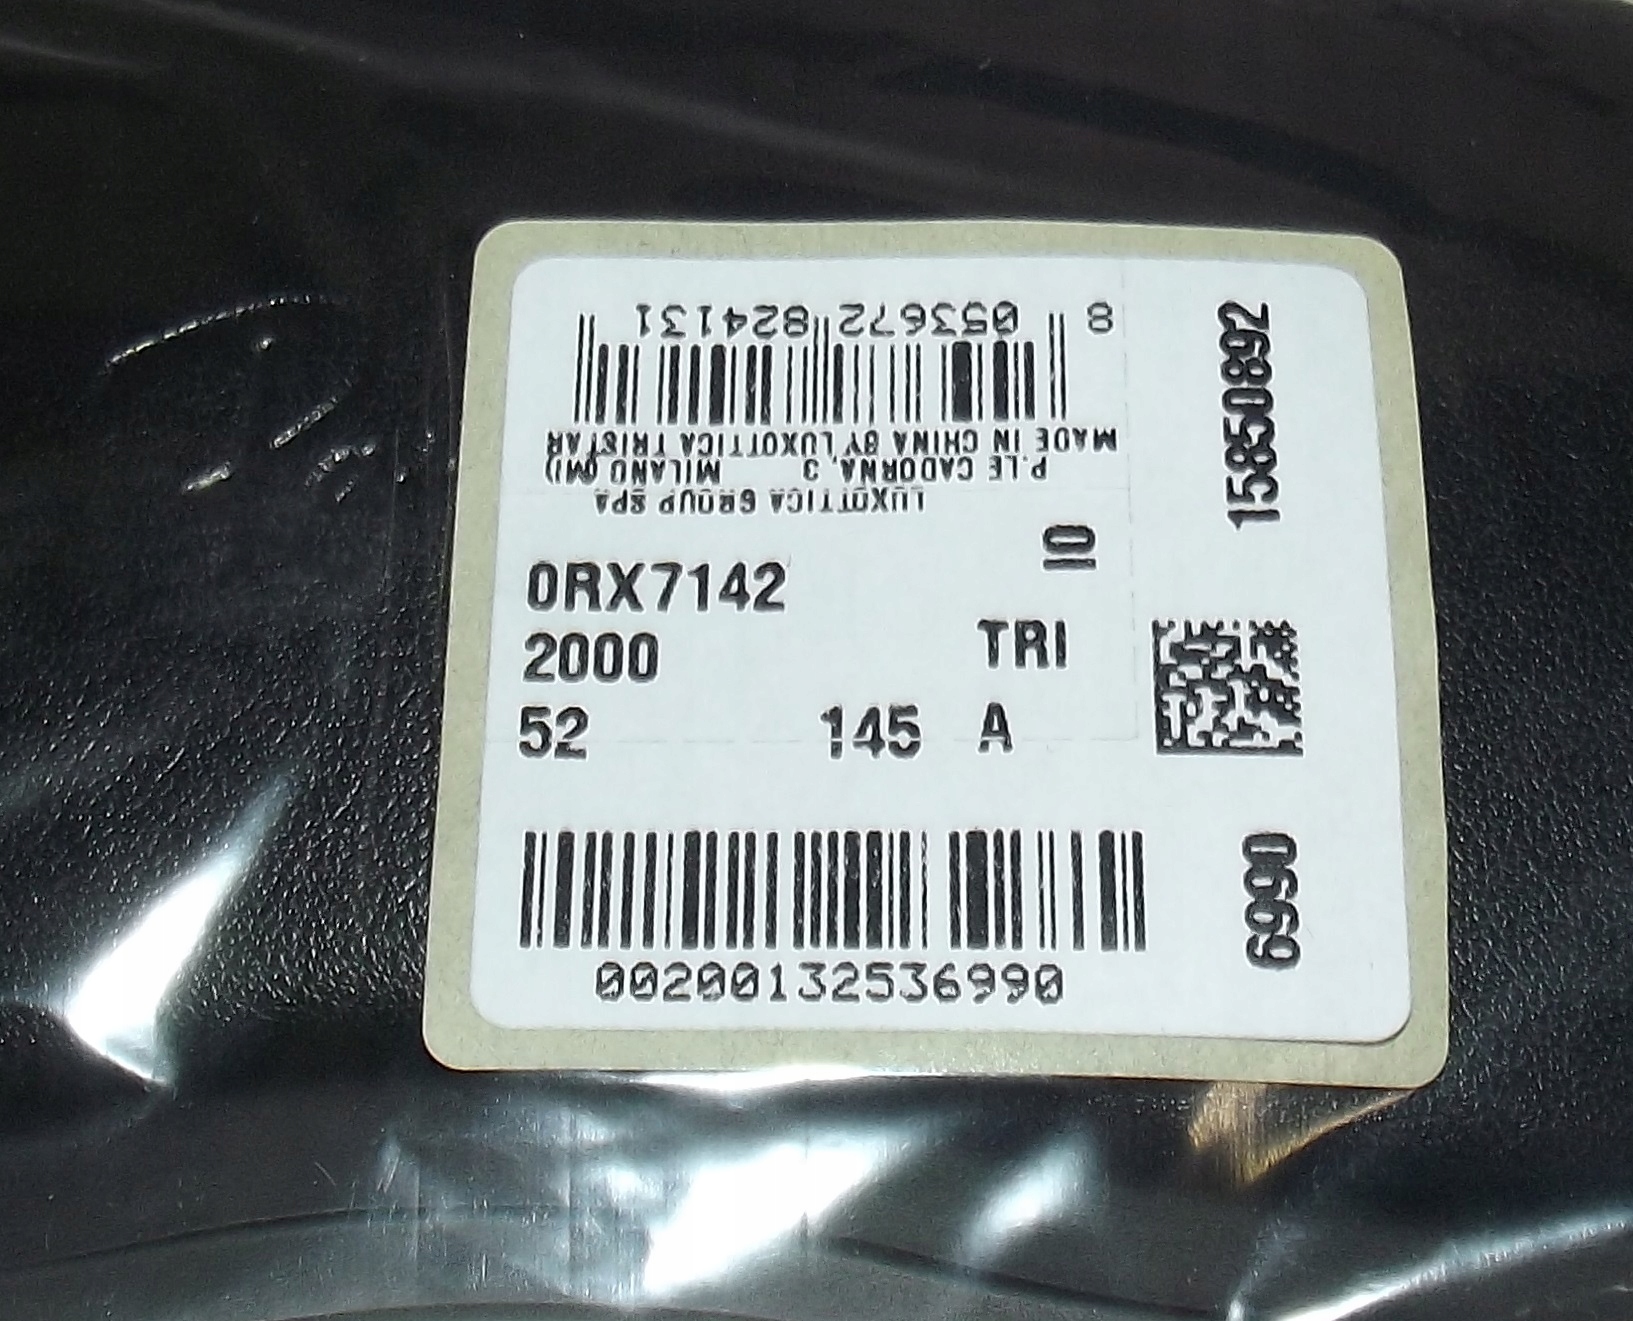 8 053672 824131
MADE IN CHINA BY LUXOTTICA TRISTAR
P.LE CADORNA, 3 MILANO (MI)
LUXOTTICA GROUP SPA
IO
0RX7142
2000 TRI
52 145 A
00200132536990
15850892
6990